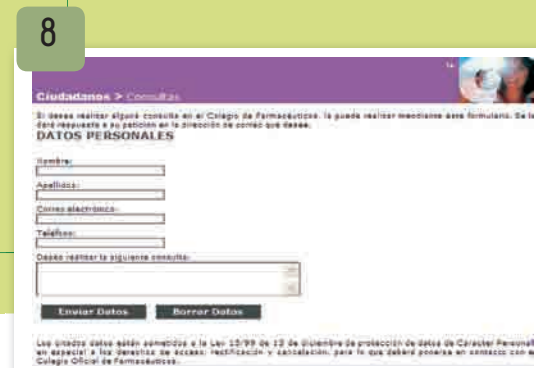 8
Ciudadanos > Consultas
Si desea realizar alguna consulta en el Colegio de Farmacéuticos, la puede realizar mendiante este formulario. Se le
dará respuesta a su petición en la dirección de correo que desee.
DATOS PERSONALES
Nombre:
Apellidos:
Correo electrónico:
Teléfono:
Deseo realizar la siguiente consulta:
Enviar Datos Borrar Datos
Los citados datos están sometidos a la Ley 15/99 de 13 de diciembre de protección de datos de Carácter Personal
en especial a los derechos de acceso, rectificación y cancelación, para lo que deberá ponerse en contacto con el
Colegio Oficial de Farmacéuticos.